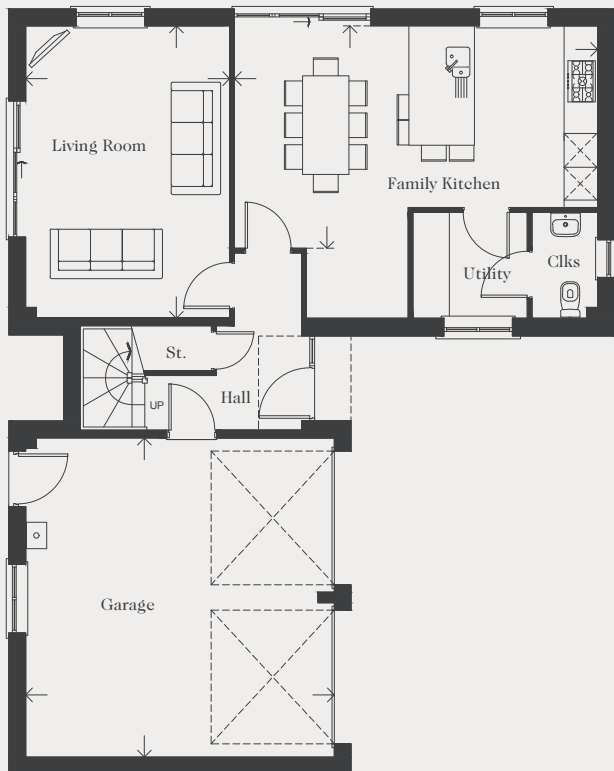 Living Room
Family Kitchen
Utility
Clks
St.
Hall
UP
Garage